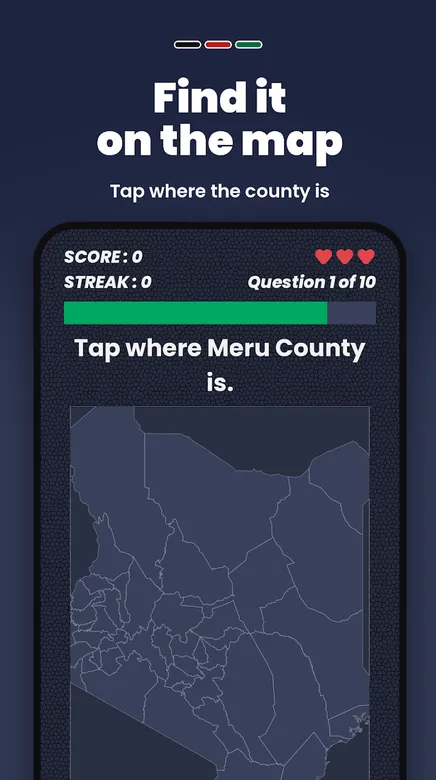 Find it
on the map
Tap where the county is
SCORE : 0
STREAK : 0
Question 1 of 10
Tap where Meru County
is.